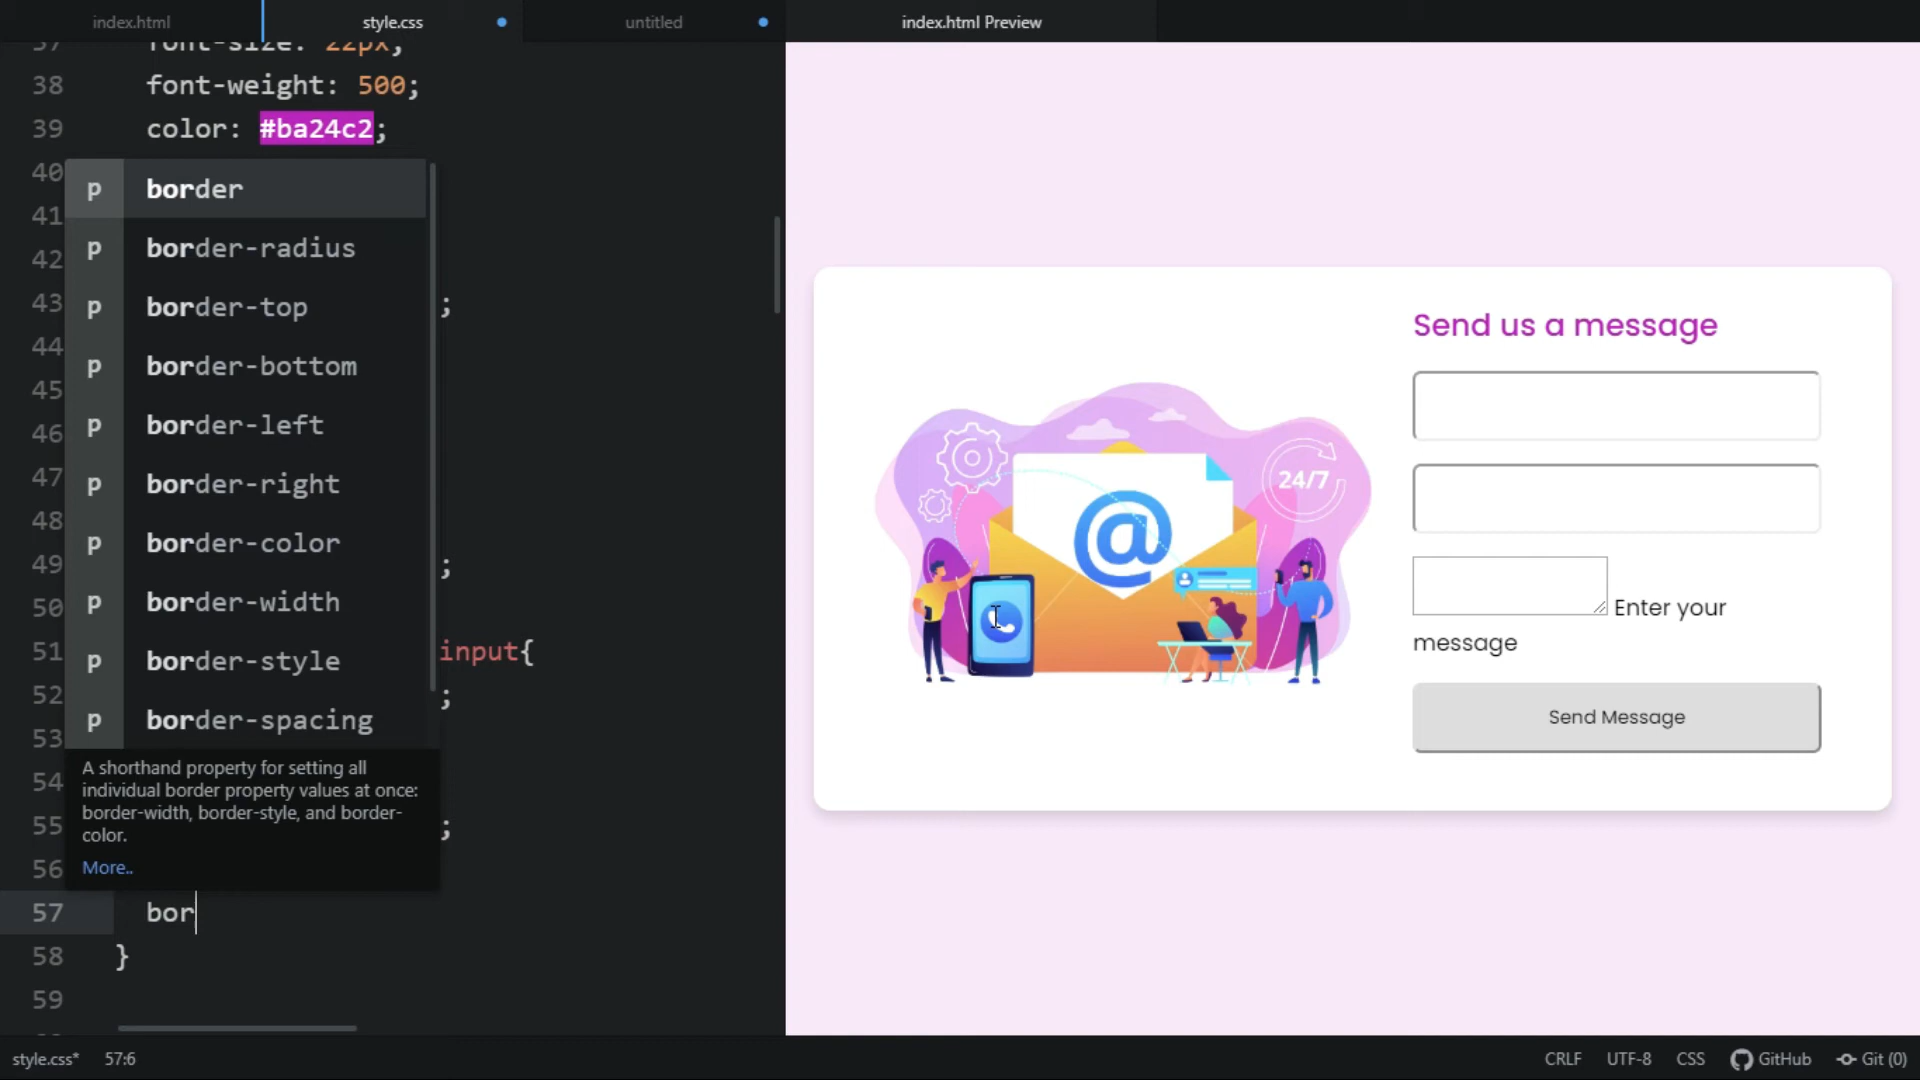 index.html
style.css
untitled
index.html Preview
37 font-size: 22px;
38 font-weight: 500;
39 color: #ba24c2;
40
41
42
43 ;
44
45
46
47
48
49 ;
50
51 input{
52 ;
53
54
55 ;
56
57 bor
58 }
59
p border
p border-radius
p border-top
p border-bottom
p border-left
p border-right
p border-color
p border-width
p border-style
p border-spacing
A shorthand property for setting all
individual border property values at once:
border-width, border-style, and border-
color.
More..
Send us a message
24/7
@
Enter your
message
Send Message
style.css*
57:6
CRLF
UTF-8
CSS
GitHub
Git (0)